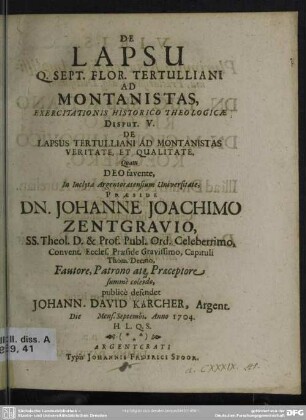 DE
LAPSU
Q. SEPT. FLOR. TERTULLIANI
AD
MONTANISTAS,
EXERCITATIONIS HISTORICO THEOLOGICÆ
DISPUT. V.
DE
LAPSUS TERTULLIANI AD MONTANISTAS
VERITATE ET QUALITATE,
Quam
DEO favente,
In Inclyta Argentoratensium Universitate,
PRÆSIDE
DN. JOHANNE JOACHIMO
ZENTGRAVIO,
SS. Theol. D. & Prof. Publ. Ord. Celeberrimo,
Convent. Eccles. Præside Gravissimo, Capituli
Thom.
Fautore, Patrono atq; Præceptore
summè colendo,
publicè defendet
JOHANN. DAVID KARCHER, Argent.
Die Mens. Septembr. Anno 1704.
H. L. Q. S.
ARGENTORATI
Typis JOHANNIS FRIDERICI SPOOR.
diss. A